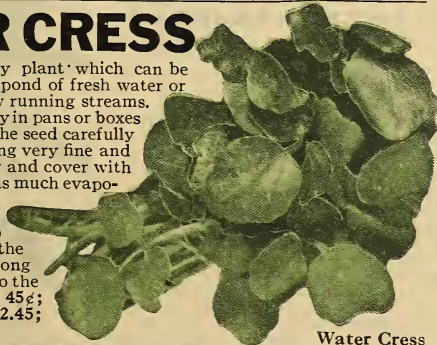 R CRESS
y plant which can be
pond of fresh water or
running streams.
y in pans or boxes
he seed carefully
ng very fine and
and cover with
s much evapo-
the
ong
o the
45¢;
2.45;
Water Cress